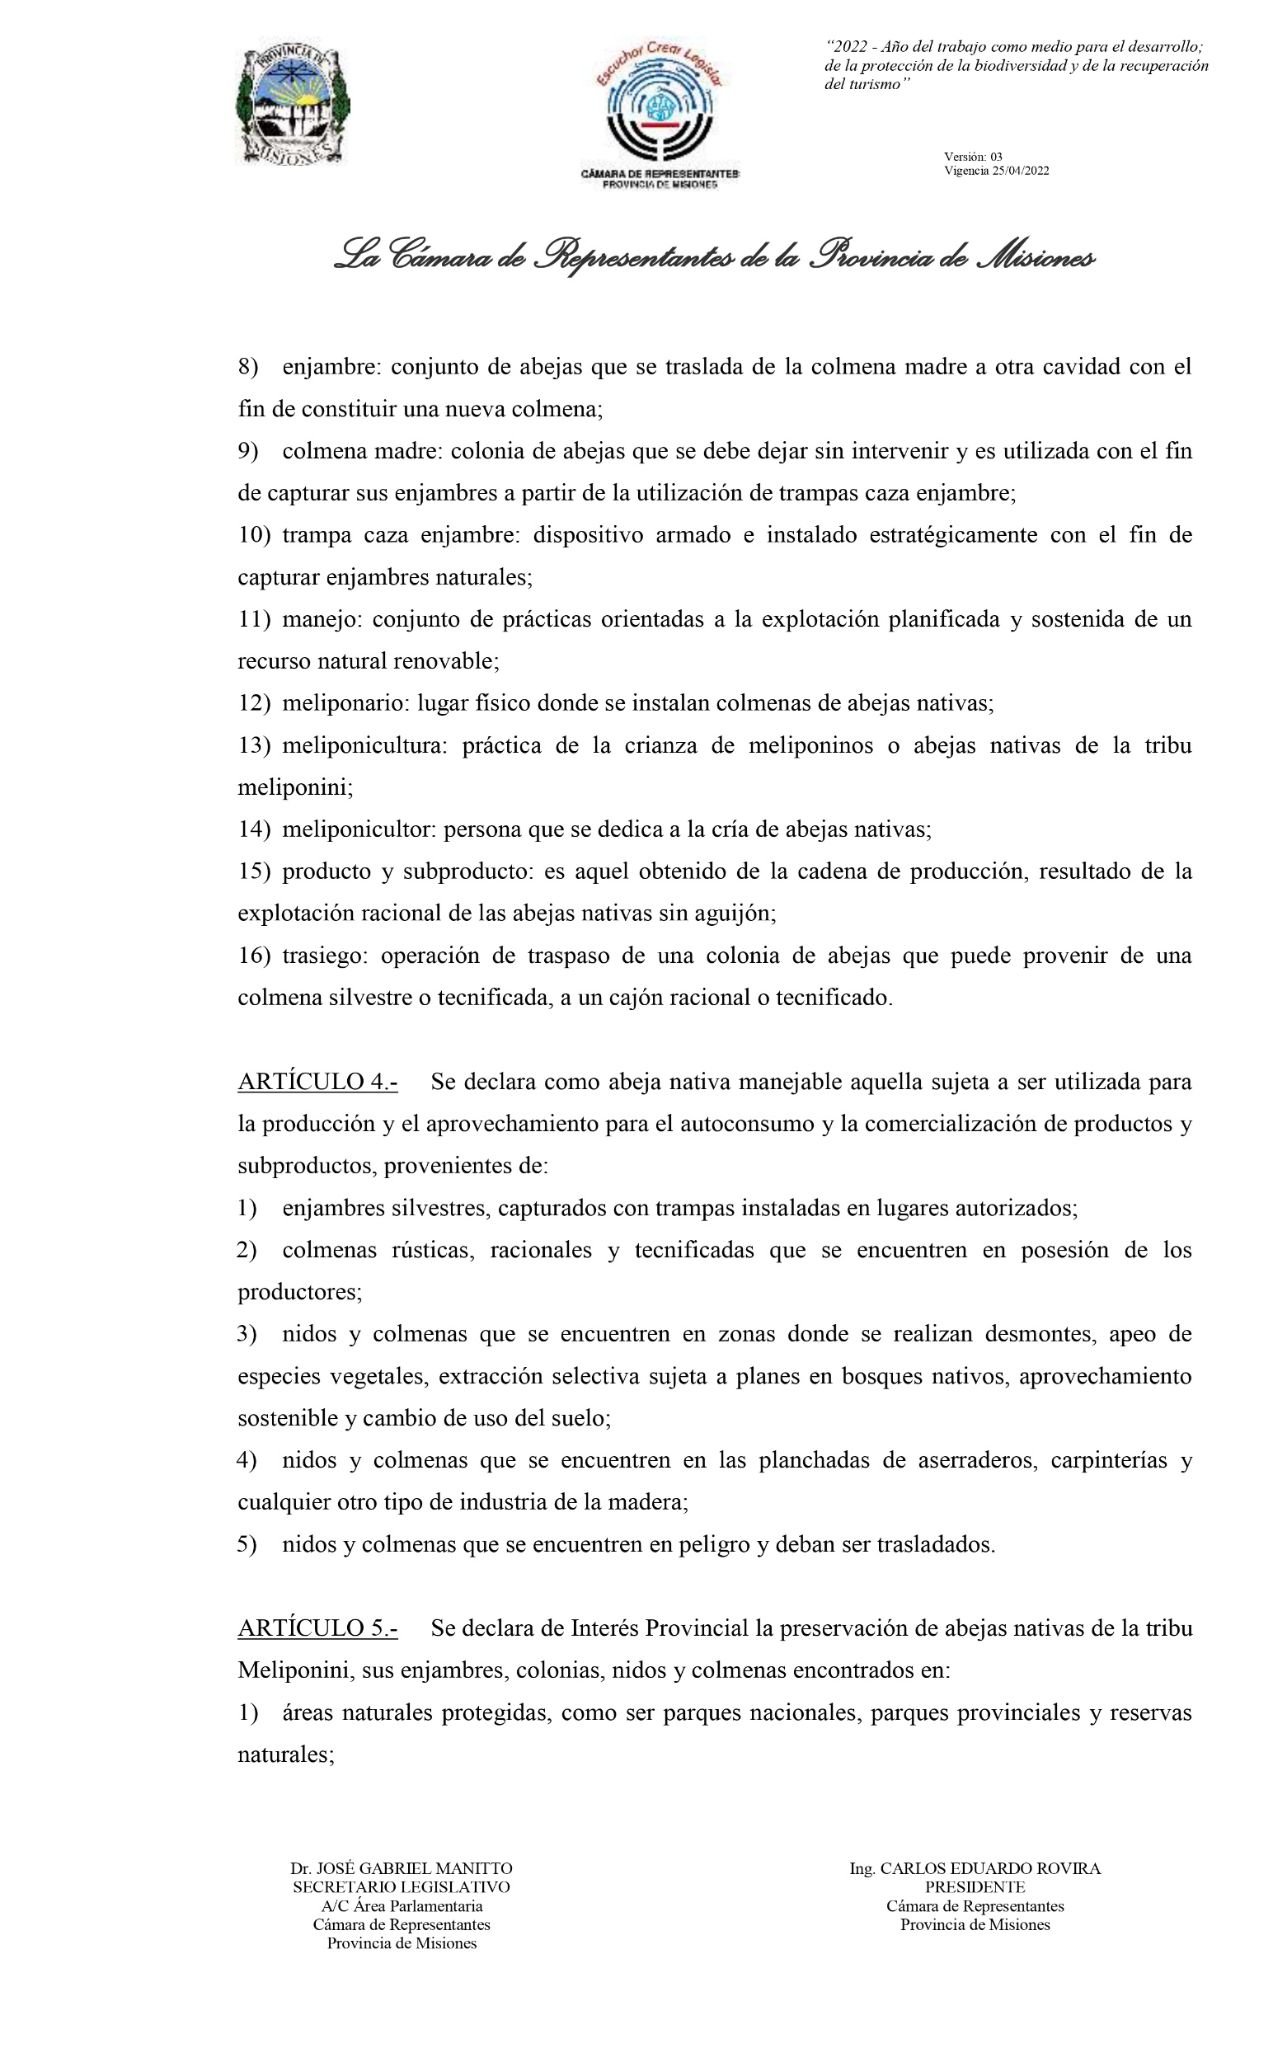 PROVINCIA DE
MISIONES
Escuchar Crear Legislar
CÁMARA DE REPRESENTANTES
PROVINCIA DE MISIONES
“2022 - Año del trabajo como medio para el desarrollo;
de la protección de la biodiversidad y de la recuperación
del turismo”
Versión: 03
Vigencia 25/04/2022
La Cámara de Representantes de la Provincia de Misiones
8) enjambre: conjunto de abejas que se traslada de la colmena madre a otra cavidad con el
fin de constituir una nueva colmena;
9) colmena madre: colonia de abejas que se debe dejar sin intervenir y es utilizada con el fin
de capturar sus enjambres a partir de la utilización de trampas caza enjambre;
10) trampa caza enjambre: dispositivo armado e instalado estratégicamente con el fin de
capturar enjambres naturales;
11) manejo: conjunto de prácticas orientadas a la explotación planificada y sostenida de un
recurso natural renovable;
12) meliponario: lugar físico donde se instalan colmenas de abejas nativas;
13) meliponicultura: práctica de la crianza de meliponinos o abejas nativas de la tribu
meliponini;
14) meliponicultor: persona que se dedica a la cría de abejas nativas;
15) producto y subproducto: es aquel obtenido de la cadena de producción, resultado de la
explotación racional de las abejas nativas sin aguijón;
16) trasiego: operación de traspaso de una colonia de abejas que puede provenir de una
colmena silvestre o tecnificada, a un cajón racional o tecnificado.
ARTÍCULO 4.- Se declara como abeja nativa manejable aquella sujeta a ser utilizada para
la producción y el aprovechamiento para el autoconsumo y la comercialización de productos y
subproductos, provenientes de:
1) enjambres silvestres, capturados con trampas instaladas en lugares autorizados;
2) colmenas rústicas, racionales y tecnificadas que se encuentren en posesión de los
productores;
3) nidos y colmenas que se encuentren en zonas donde se realizan desmontes, apeo de
especies vegetales, extracción selectiva sujeta a planes en bosques nativos, aprovechamiento
sostenible y cambio de uso del suelo;
4) nidos y colmenas que se encuentren en las planchadas de aserraderos, carpinterías y
cualquier otro tipo de industria de la madera;
5) nidos y colmenas que se encuentren en peligro y deban ser trasladados.
ARTÍCULO 5.- Se declara de Interés Provincial la preservación de abejas nativas de la tribu
Meliponini, sus enjambres, colonias, nidos y colmenas encontrados en:
1) áreas naturales protegidas, como ser parques nacionales, parques provinciales y reservas
naturales;
Dr. JOSÉ GABRIEL MANITTO
SECRETARIO LEGISLATIVO
A/C Área Parlamentaria
Cámara de Representantes
Provincia de Misiones
Ing. CARLOS EDUARDO ROVIRA
PRESIDENTE
Cámara de Representantes
Provincia de Misiones